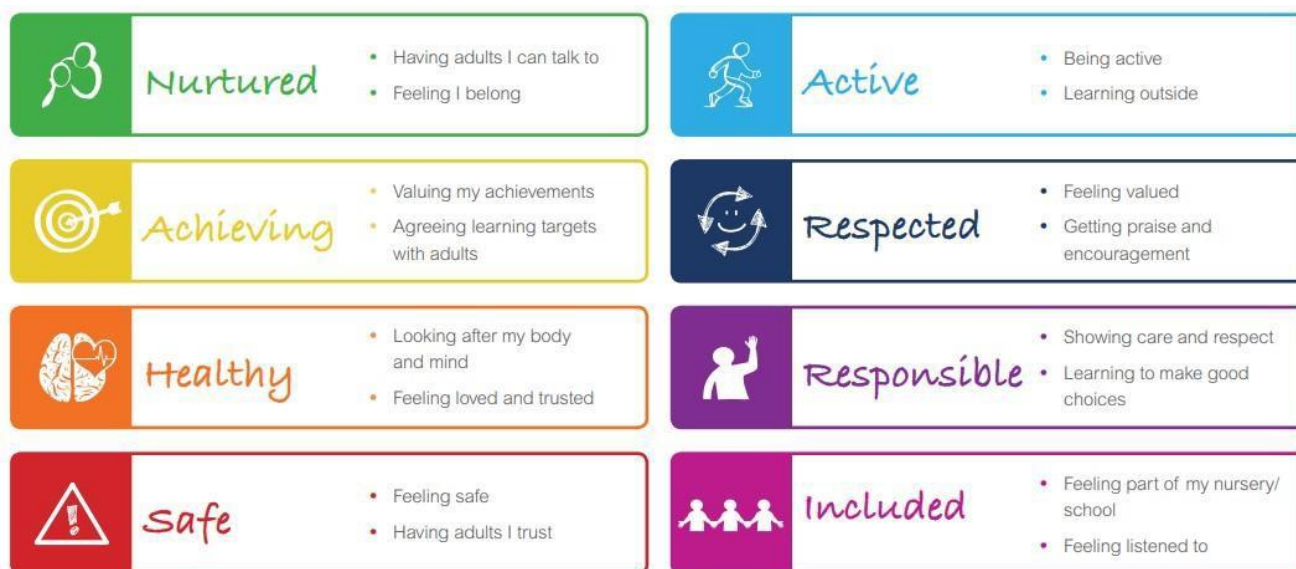 Nurtured
Having adults I can talk to
Feeling I belong
Active
Being active
Learning outside
Achieving
Valuing my achievements
Agreeing learning targets
with adults
Respected
Feeling valued
Getting praise and
encouragement
Healthy
Looking after my body
and mind
Feeling loved and trusted
Responsible
Showing care and respect
Learning to make good
choices
Safe
Feeling safe
Having adults I trust
Included
Feeling part of my nursery/
school
Feeling listened to